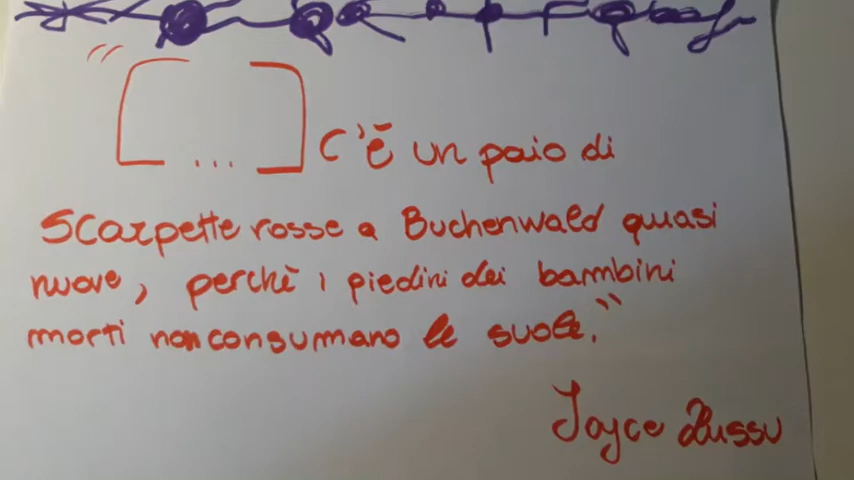 “[...] C'è un paio di
scarpette rosse a Buchenwald quasi
nuove, perchè i piedini dei bambini
morti non consumano le suole.”
Joyce Lussu